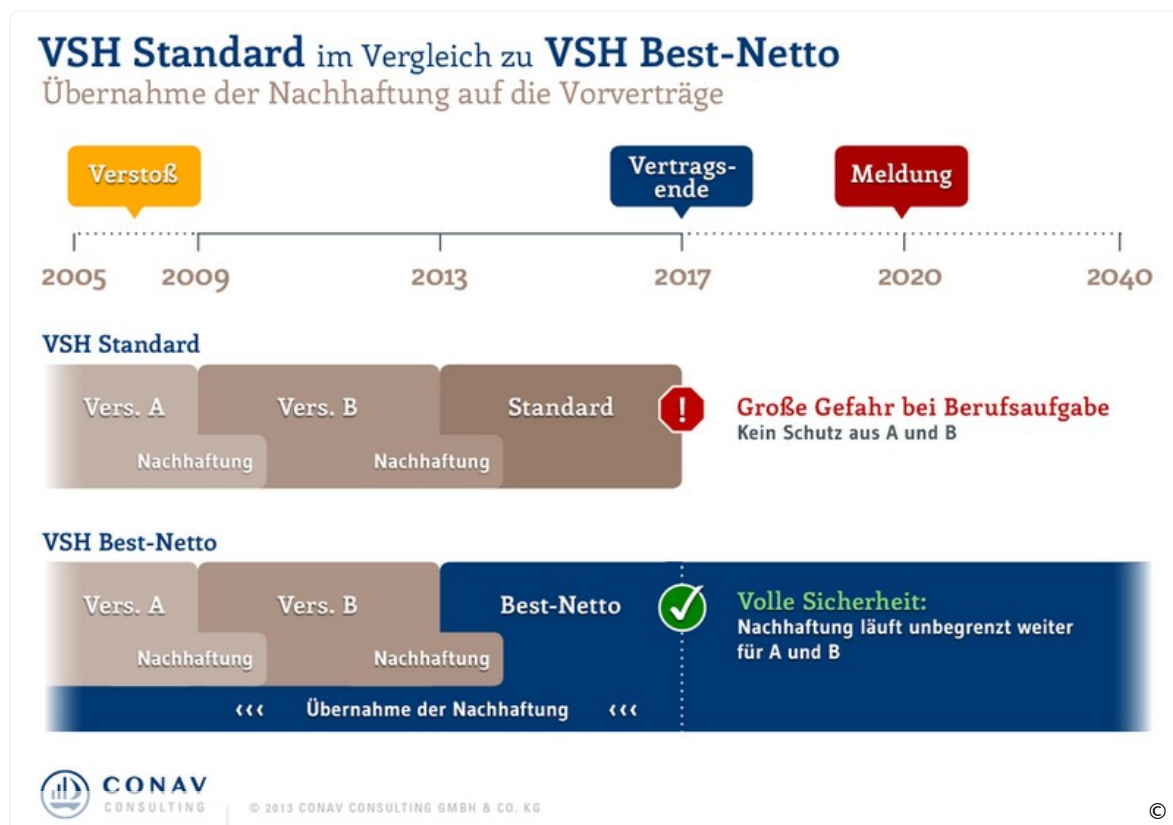 VSH Standard im Vergleich zu VSH Best-Netto
Übernahme der Nachhaftung auf die Vorverträge
Verstoß
Vertrags-
ende
Meldung
2005
2009
2013
2017
2020
2040
VSH Standard
Vers. A
Vers. B
Standard
!
Große Gefahr bei Berufsaufgabe
Kein Schutz aus A und B
Nachhaftung
Nachhaftung
VSH Best-Netto
Vers. A
Vers. B
Best-Netto
Volle Sicherheit:
Nachhaftung läuft unbegrenzt weiter
für A und B
Nachhaftung
Nachhaftung
‹‹‹ Übernahme der Nachhaftung ‹‹‹
CONAV
CONSULTING
© 2013 CONAV CONSULTING GMBH & CO. KG
©